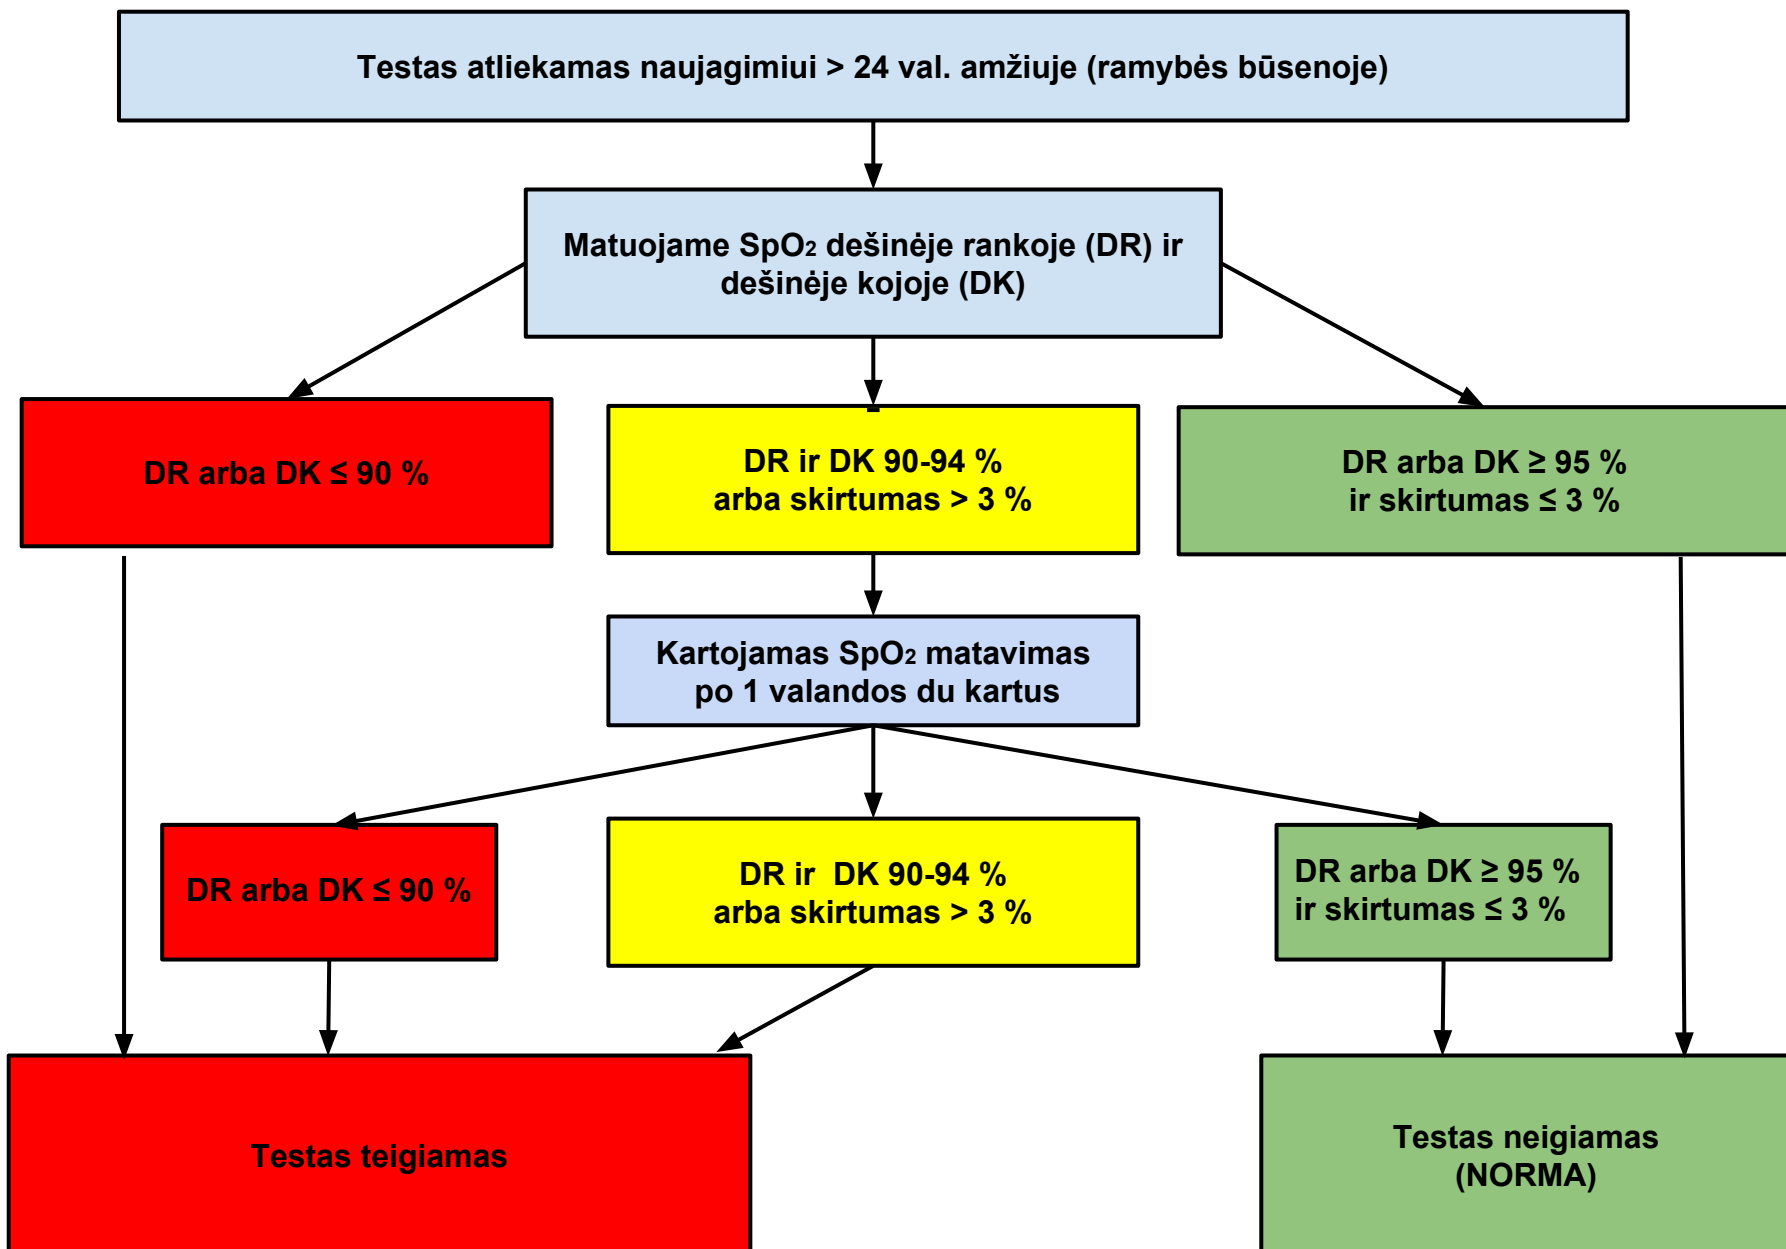 Testas atliekamas naujagimiui > 24 val. amžiuje (ramybės būsenoje)
Matuojame SpO₂ dešinėje rankoje (DR) ir
dešinėje kojoje (DK)
DR arba DK ≤ 90 %
DR ir DK 90-94 %
arba skirtumas > 3 %
DR arba DK ≥ 95 %
ir skirtumas ≤ 3 %
Kartojamas SpO₂ matavimas
po 1 valandos du kartus
DR arba DK ≤ 90 %
DR ir DK 90-94 %
arba skirtumas > 3 %
DR arba DK ≥ 95 %
ir skirtumas ≤ 3 %
Testas teigiamas
Testas neigiamas
(NORMA)